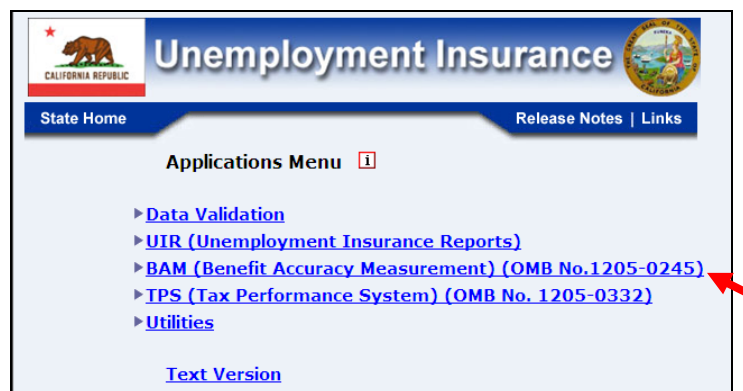 CALIFORNIA REPUBLIC
Unemployment Insurance
State Home
Release Notes | Links
Applications Menu i
Data Validation
UIR (Unemployment Insurance Reports)
BAM (Benefit Accuracy Measurement) (OMB No.1205-0245)
TPS (Tax Performance System) (OMB No. 1205-0332)
Utilities
Text Version